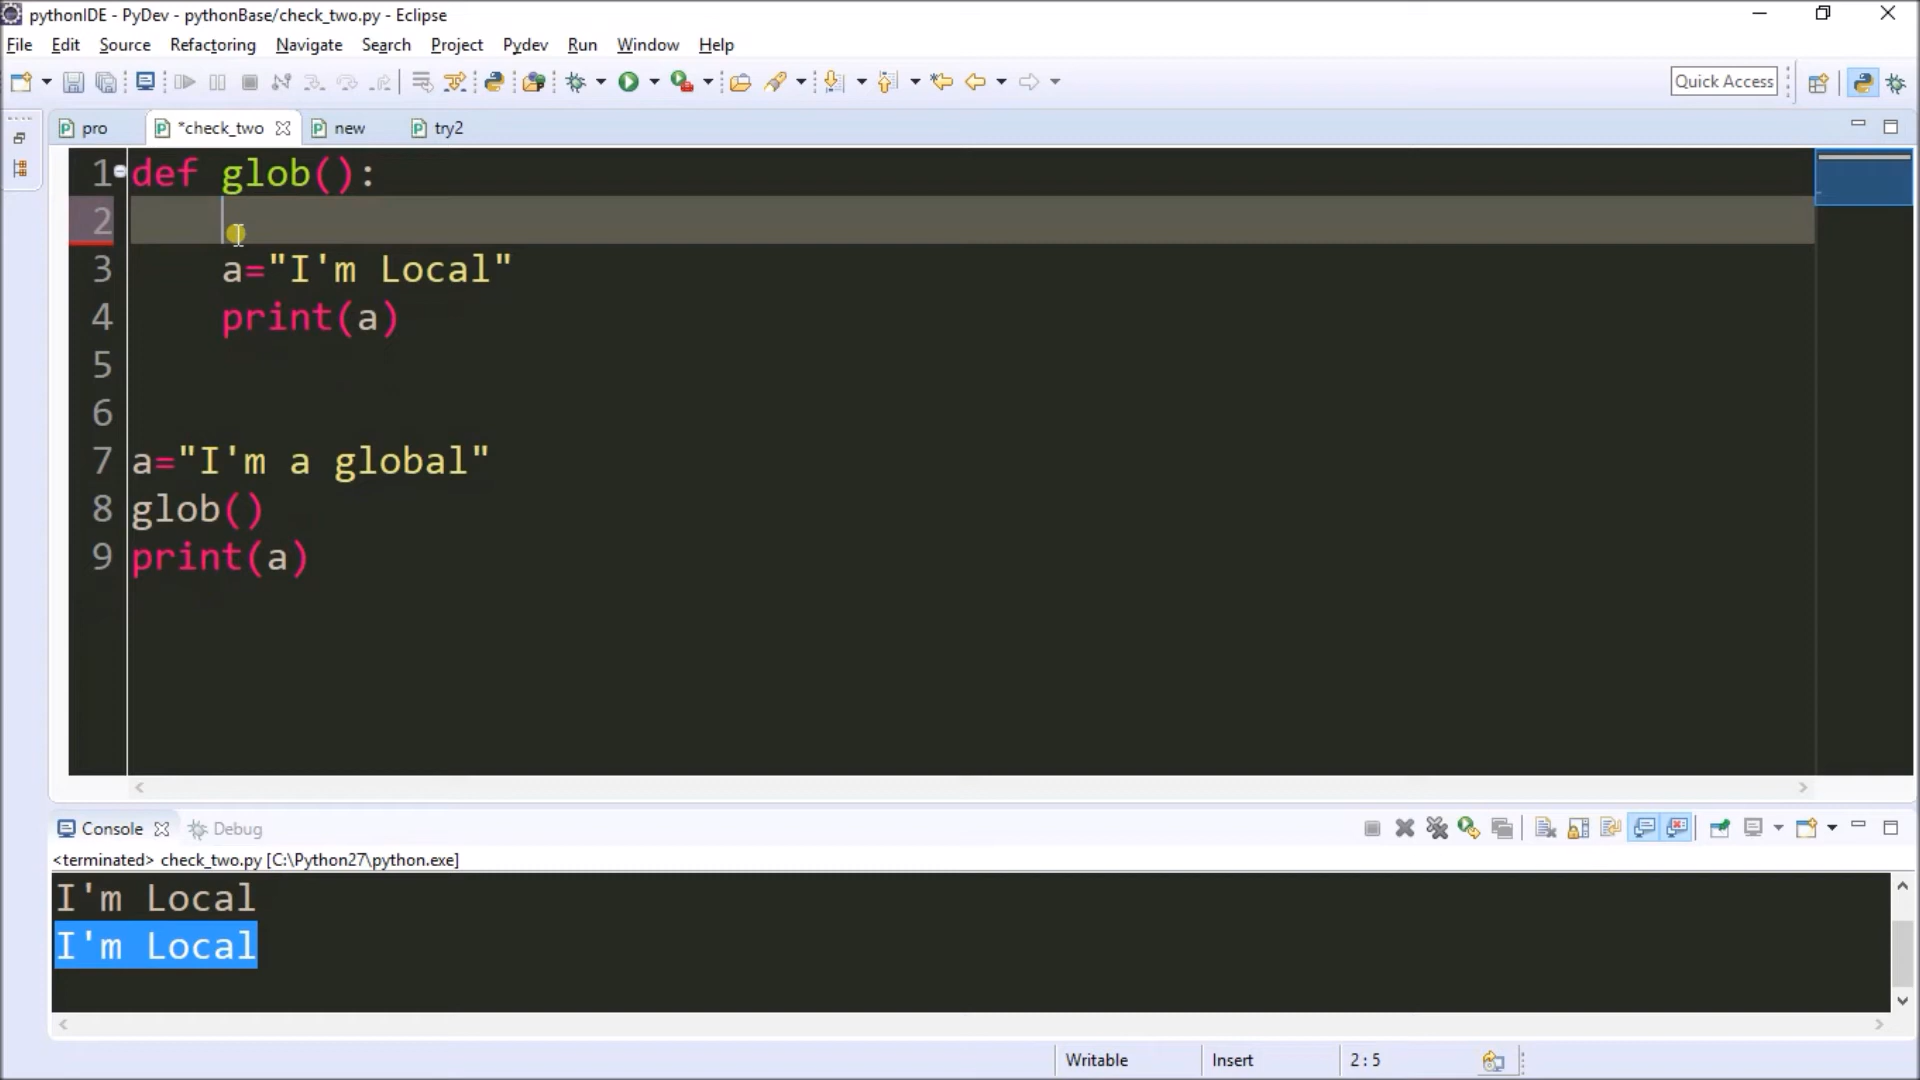 pythonIDE - PyDev - pythonBase/check_two.py - Eclipse
File Edit Source Refactoring Navigate Search Project Pydev Run Window Help
Quick Access
pro *check_two new try2
1 def glob():
2
3 a="I'm Local"
4 print(a)
5
6
7 a="I'm a global"
8 glob()
9 print(a)
Console Debug
<terminated> check_two.py [C:\Python27\python.exe]
I'm Local
I'm Local
Writable Insert 2 : 5